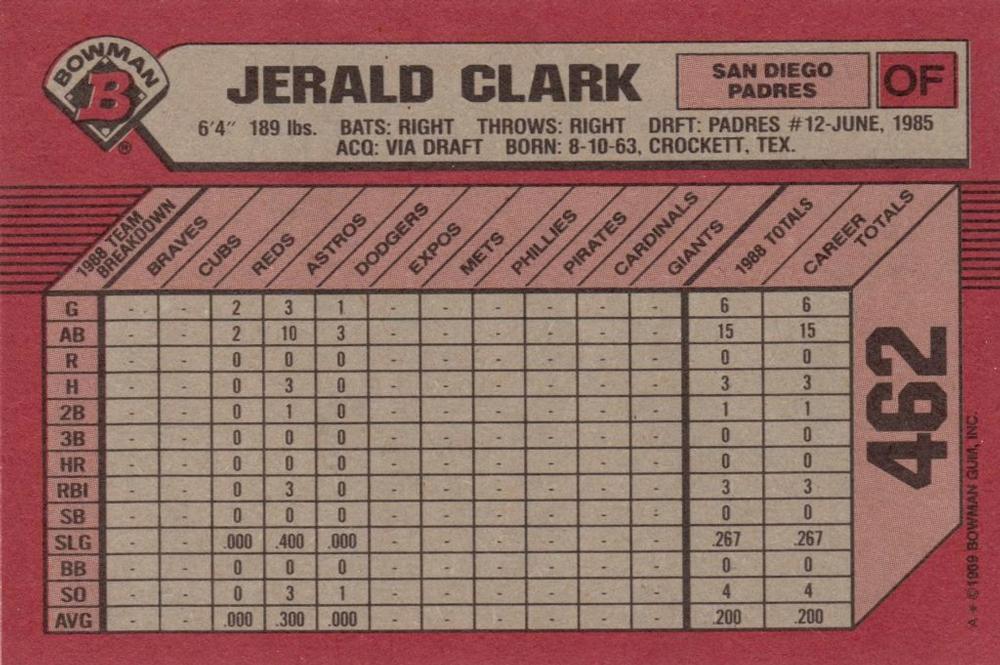 BOWMAN
B
®
JERALD CLARK
SAN DIEGO
PADRES
OF
6'4" 189 lbs. BATS: RIGHT THROWS: RIGHT DRFT: PADRES #12-JUNE, 1985
ACQ: VIA DRAFT BORN: 8-10-63, CROCKETT, TEX.
1988 TEAM
BREAKDOWN
BRAVES
CUBS
REDS
ASTROS
DODGERS
EXPOS
METS
PHILLIES
PIRATES
CARDINALS
GIANTS
1988 TOTALS
CAREER
TOTALS
G - - 2 3 1 - - - - - - 6 6
AB - - 2 10 3 - - - - - - 15 15
R - - 0 0 0 - - - - - - 0 0
H - - 0 3 0 - - - - - - 3 3
2B - - 0 1 0 - - - - - - 1 1
3B - - 0 0 0 - - - - - - 0 0
HR - - 0 0 0 - - - - - - 0 0
RBI - - 0 3 0 - - - - - - 3 3
SB - - 0 0 0 - - - - - - 0 0
SLG - - .000 .400 .000 - - - - - - .267 .267
BB - - 0 0 0 - - - - - - 0 0
SO - - 0 3 1 - - - - - - 4 4
AVG - - .000 .300 .000 - - - - - - .200 .200
462
A * ©1989 BOWMAN GUM, INC.